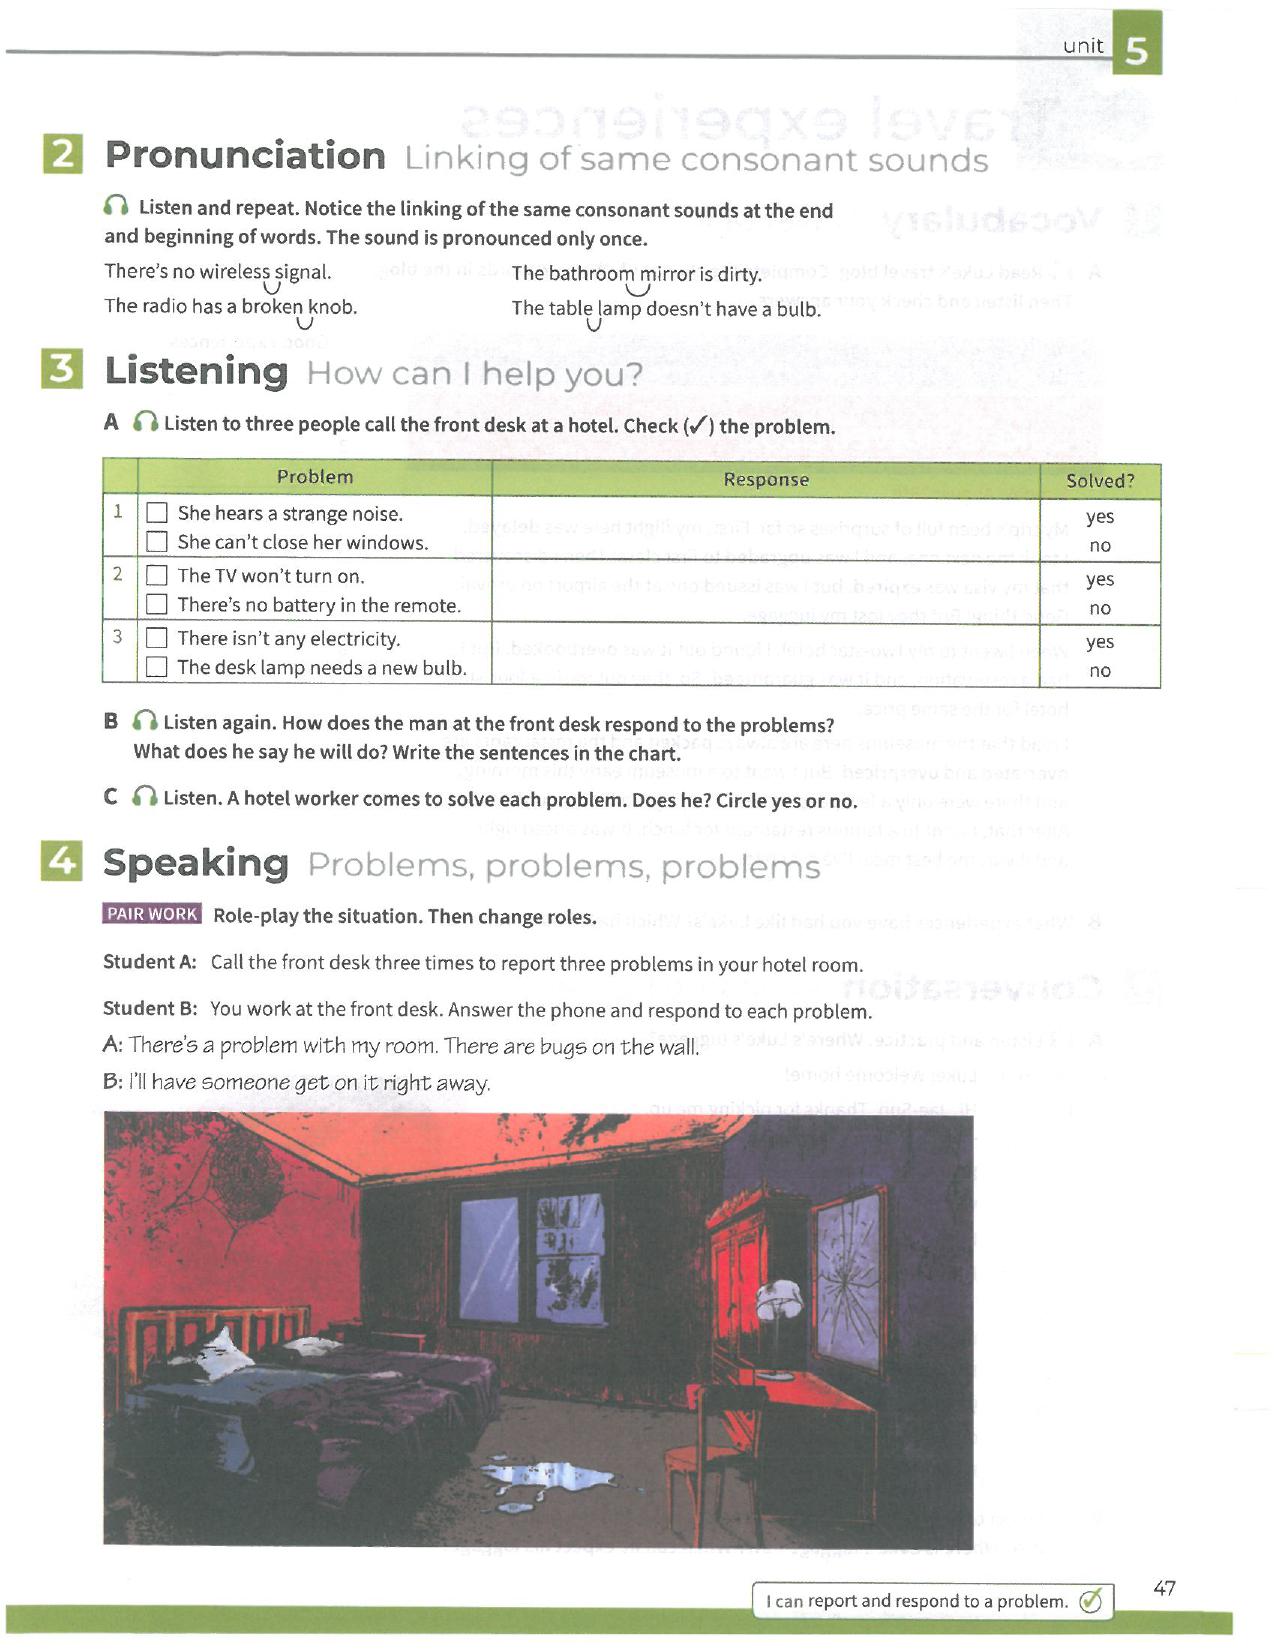 unit 5
2 Pronunciation Linking of same consonant sounds
Listen and repeat. Notice the linking of the same consonant sounds at the end
and beginning of words. The sound is pronounced only once.
There's no wireless signal. The bathroom mirror is dirty.
The radio has a broken knob. The table lamp doesn't have a bulb.
3 Listening How can I help you?
A Listen to three people call the front desk at a hotel. Check (✓) the problem.
Problem Response Solved?
1 She hears a strange noise. yes
She can't close her windows. no
2 The TV won't turn on. yes
There's no battery in the remote. no
3 There isn't any electricity. yes
The desk lamp needs a new bulb. no
B Listen again. How does the man at the front desk respond to the problems?
What does he say he will do? Write the sentences in the chart.
C Listen. A hotel worker comes to solve each problem. Does he? Circle yes or no.
4 Speaking Problems, problems, problems
PAIR WORK Role-play the situation. Then change roles.
Student A: Call the front desk three times to report three problems in your hotel room.
Student B: You work at the front desk. Answer the phone and respond to each problem.
A: There's a problem with my room. There are bugs on the wall.
B: I'll have someone get on it right away.
I can report and respond to a problem.
47